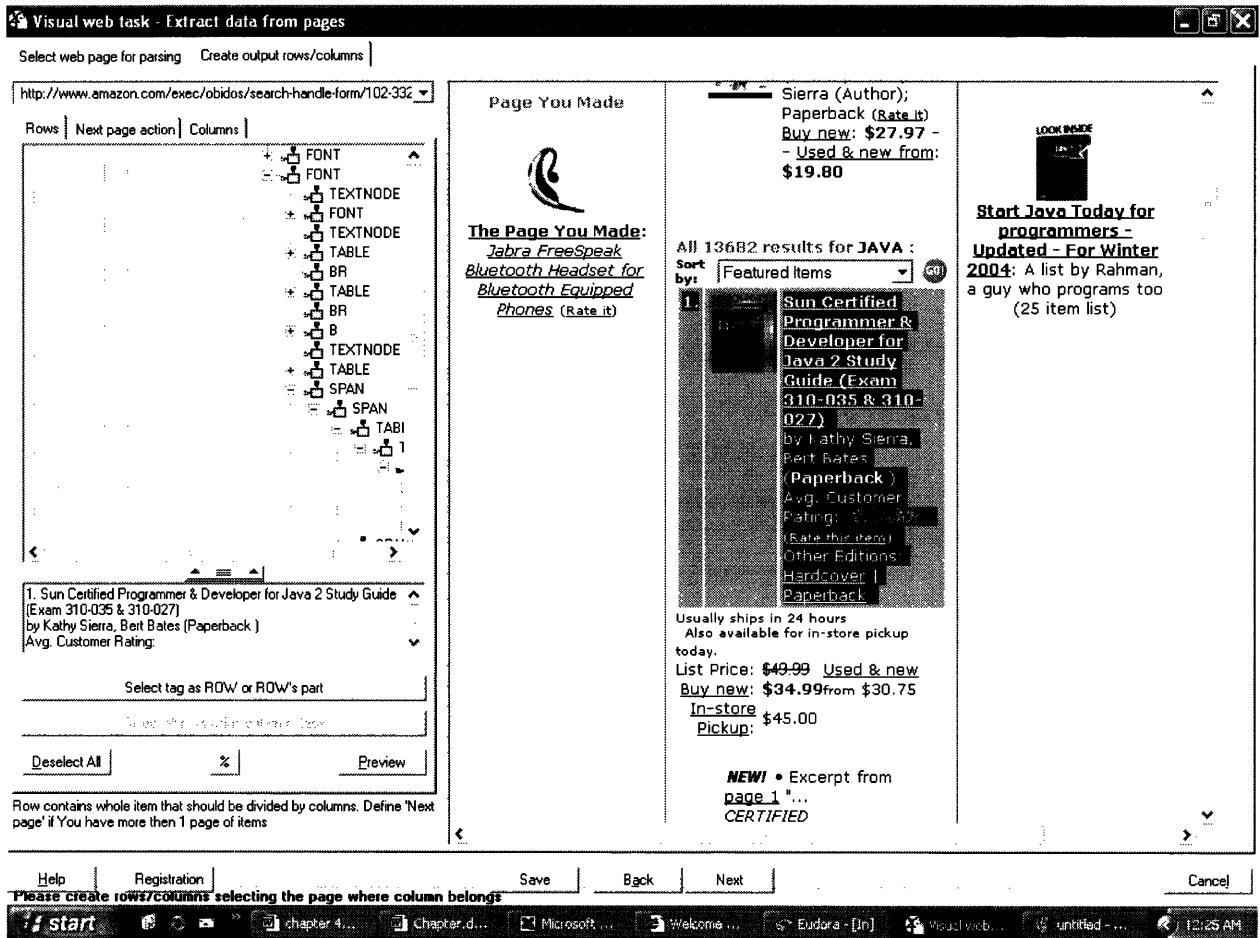 Visual web task - Extract data from pages
Select web page for parsing
Create output rows/columns
http://www.amazon.com/exec/obidos/search-handle-form/102-332
Rows
Next page action
Columns
FONT
FONT
TEXTNODE
FONT
TEXTNODE
TABLE
BR
TABLE
BR
B
TEXTNODE
TABLE
SPAN
SPAN
TABI
1. Sun Certified Programmer & Developer for Java 2 Study Guide
(Exam 310-035 & 310-027)
by Kathy Sierra, Bert Bates (Paperback )
Avg. Customer Rating:
Select tag as ROW or ROW's part
Deselect All
%
Preview
Row contains whole item that should be divided by columns. Define 'Next
page' if You have more then 1 page of items
Page You Made
The Page You Made:
Jabra FreeSpeak
Bluetooth Headset for
Bluetooth Equipped
Phones (Rate it)
Sierra (Author);
Paperback (Rate it)
Buy new: $27.97 -
- Used & new from:
$19.80
All 13682 results for JAVA :
Sort
by:
Featured Items
GO!
1.
Sun Certified
Programmer &
Developer for
Java 2 Study
Guide (Exam
310-035 & 310-
027)
by Kathy Sierra,
Bert Bates
(Paperback )
Avg. Customer
Rating:
(Rate this item)
Other Editions:
Hardcover |
Paperback
Usually ships in 24 hours
Also available for in-store pickup
today.
List Price: $49.99 Used & new
Buy new: $34.99from $30.75
In-store
Pickup:
$45.00
NEW! • Excerpt from
page 1 "...
CERTIFIED
LOOK INSIDE
Start Java Today for
programmers -
Updated - For Winter
2004: A list by Rahman,
a guy who programs too
(25 item list)
Help
Registration
Save
Back
Next
Cancel
Please create rows/columns selecting the page where column belongs
start
chapter 4...
Chapter.d...
Microsoft ...
Welcome ...
Eudora - [In]
Visual web...
untitled - ...
12:25 AM